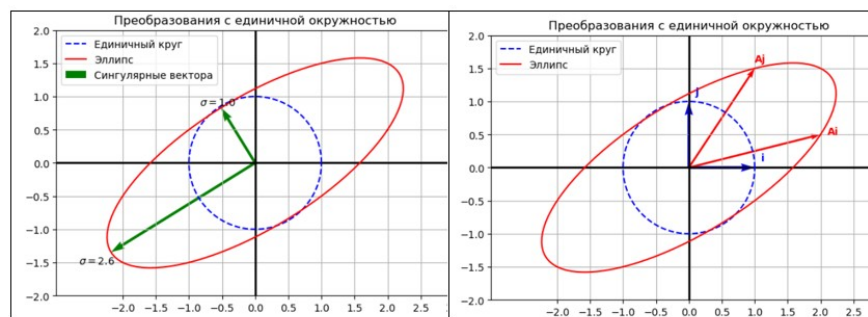 Преобразования с единичной окружностью
2.0
1.5
1.0
0.5
0.0
−0.5
−1.0
−1.5
−2.0
Единичный круг
Эллипс
Сингулярные вектора
σ = 1.0
σ = 2.6
−2.0 −1.5 −1.0 −0.5 0.0 0.5 1.0 1.5 2.0
Преобразования с единичной окружностью
2.0
1.5
1.0
0.5
0.0
−0.5
−1.0
−1.5
−2.0
Единичный круг
Эллипс
Aj
j
Ai
i
−2.0 −1.5 −1.0 −0.5 0.0 0.5 1.0 1.5 2.0 2.5